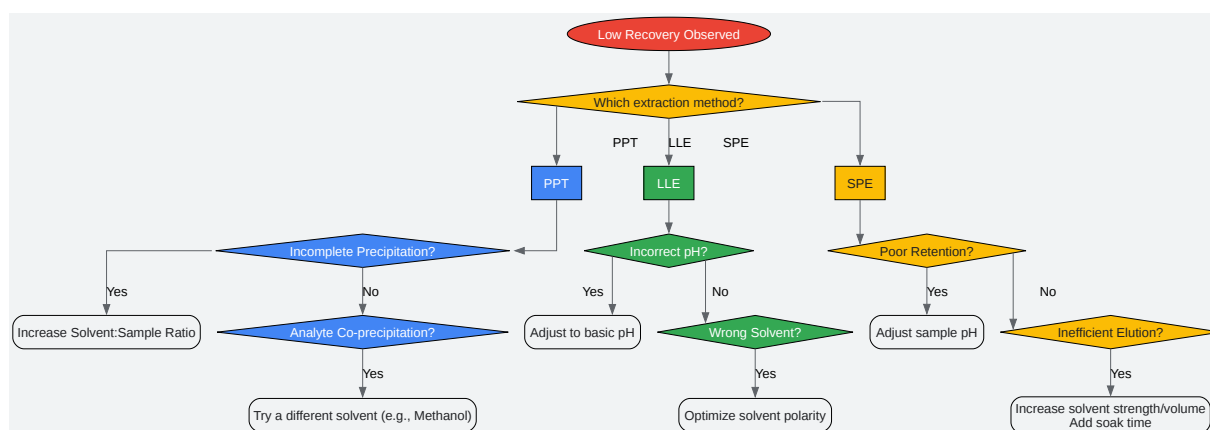 Low Recovery Observed
Which extraction method?
PPT LLE SPE
PPT LLE SPE
Incomplete Precipitation? Incorrect pH? Poor Retention?
Yes No Yes No Yes No
Increase Solvent:Sample Ratio Analyte Co-precipitation? Adjust to basic pH Wrong Solvent? Adjust sample pH Inefficient Elution?
Yes Yes Yes
Try a different solvent (e.g., Methanol) Optimize solvent polarity Increase solvent strength/volume
Add soak time